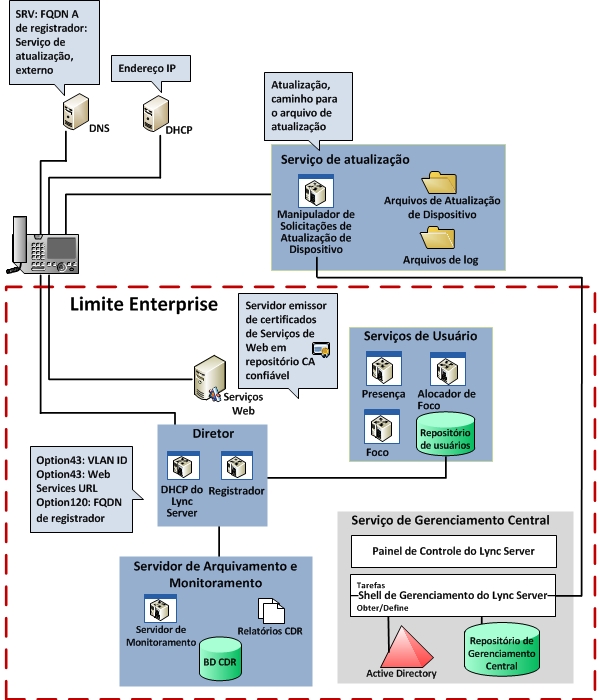 SRV: FQDN A
de registrador:
Serviço de
atualização,
externo
Endereço IP
DNS
DHCP
Atualização,
caminho para
o arquivo de
atualização
Serviço de atualização
Manipulador de
Solicitações de
Atualização de
Dispositivo
Arquivos de Atualização
de Dispositivo
Arquivos de log
Limite Enterprise
Servidor emissor
de certificados
de Serviços de
Web em
repositório CA
confiável
Serviços
Web
Serviços de Usuário
Presença
Alocador de
Foco
Foco
Repositório
de usuários
Diretor
DHCP do
Lync
Server
Registrador
Option43: VLAN ID
Option43: Web
Services URL
Option120: FQDN
de registrador
Servidor de Arquivamento e
Monitoramento
Servidor de
Monitoramento
Relatórios CDR
BD CDR
Serviço de Gerenciamento Central
Painel de Controle do Lync Server
Tarefas
Shell de Gerenciamento do Lync Server
Obter/Define
Active Directory
Repositório de
Gerenciamento
Central